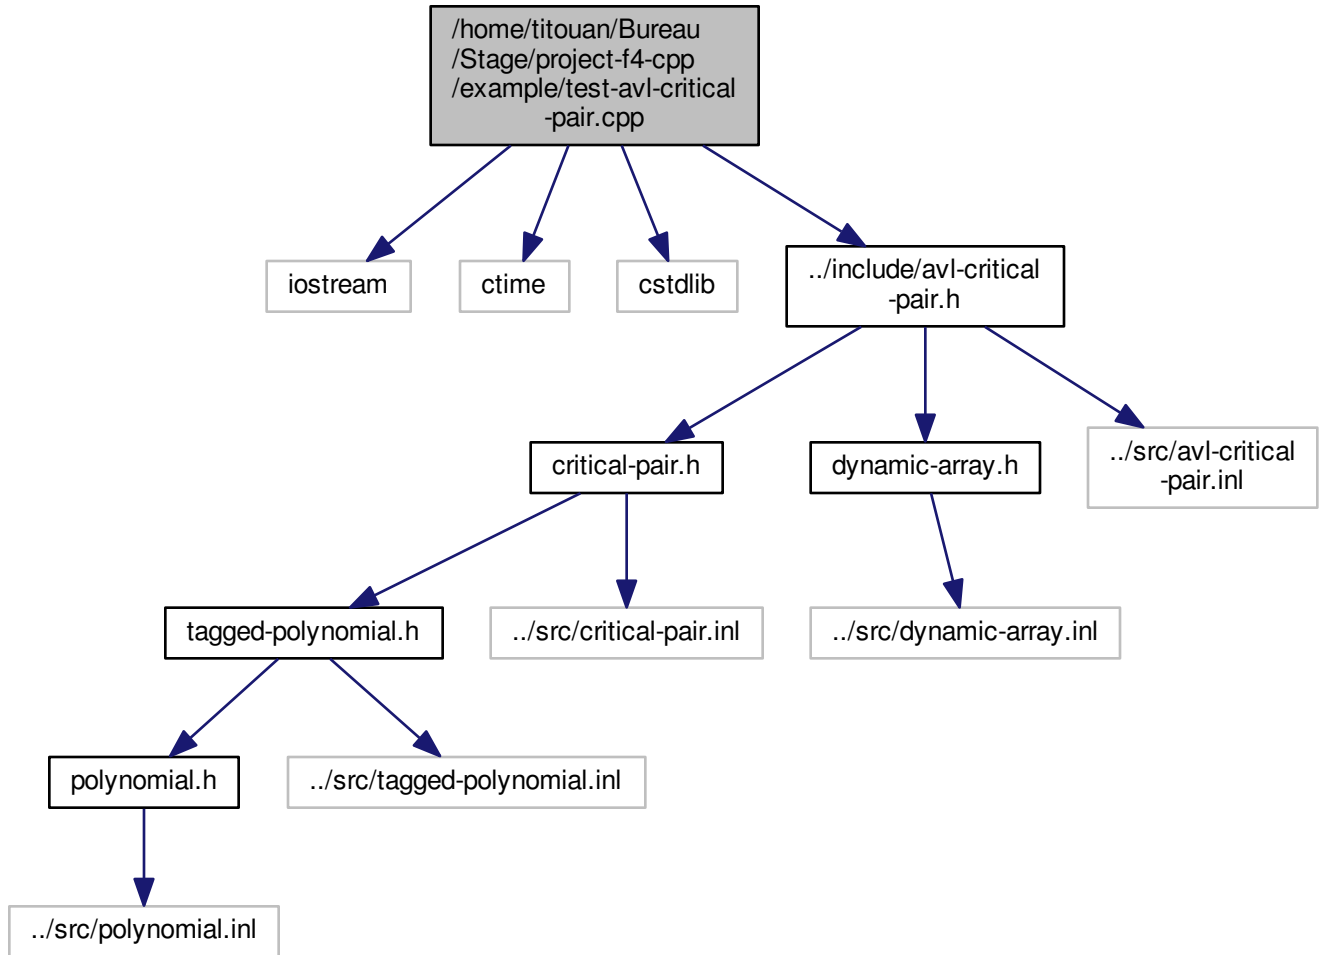 /home/titouan/Bureau
/Stage/project-f4-cpp
/example/test-avl-critical
-pair.cpp
iostream
ctime
cstdlib
../include/avl-critical
-pair.h
critical-pair.h
dynamic-array.h
../src/avl-critical
-pair.inl
tagged-polynomial.h
../src/critical-pair.inl
../src/dynamic-array.inl
polynomial.h
../src/tagged-polynomial.inl
../src/polynomial.inl